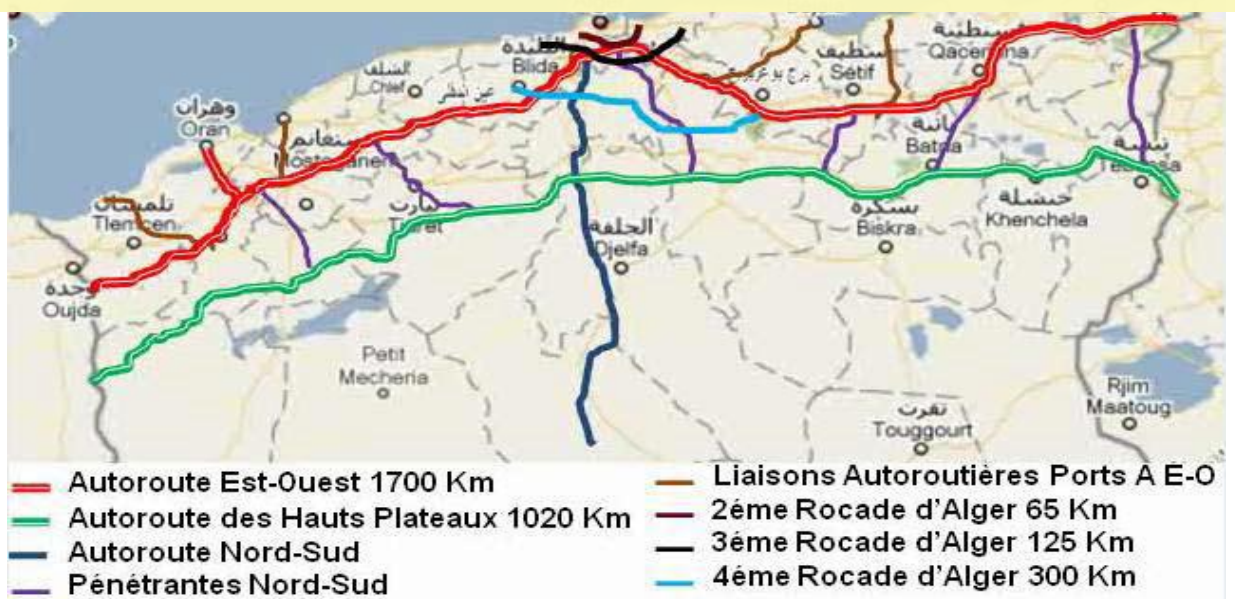 القليدة
Blida
الشلف
Chlef
عين الدفلى
برج بوعريريج
سطيف
Sétif
قسنطينة
Qacentina
وهران
Oran
Mostaganem
تلمسان
Tlemcen
تيارت
Tiaret
باتنة
Batna
تبسة
Tebessa
خنشلة
Khenchela
بسكرة
Biskra
الجلفة
Djelfa
وجدة
Oujda
Petit
Mecheria
تقرت
Touggourt
Rjim
Maatoug
Autoroute Est-Ouest 1700 Km
Autoroute des Hauts Plateaux 1020 Km
Autoroute Nord-Sud
Pénétrantes Nord-Sud
Liaisons Autoroutières Ports A E-O
2éme Rocade d'Alger 65 Km
3éme Rocade d'Alger 125 Km
4éme Rocade d'Alger 300 Km